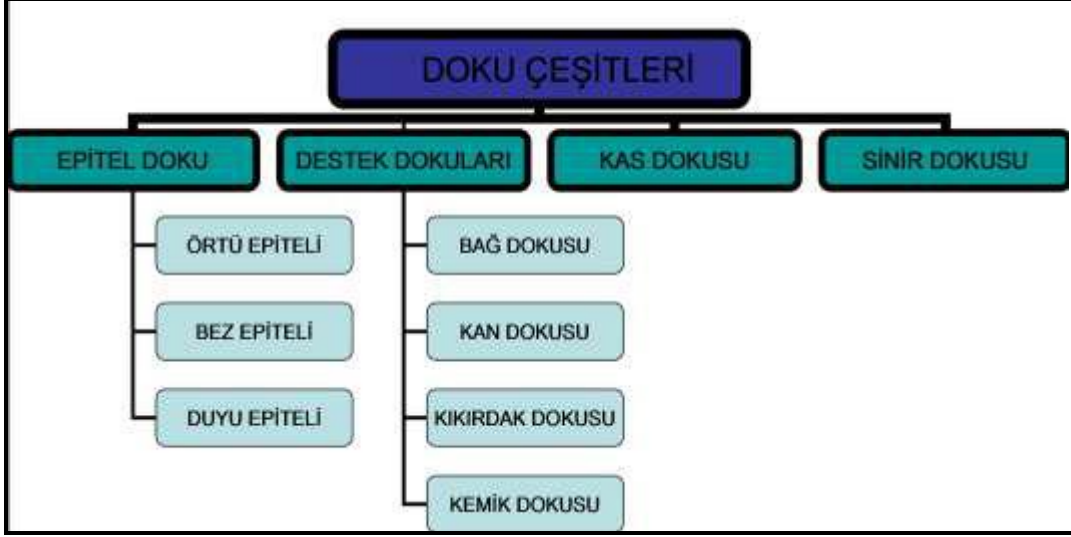 DOKU ÇEŞİTLERİ
EPİTEL DOKU
DESTEK DOKULARI
KAS DOKUSU
SİNİR DOKUSU
ÖRTÜ EPİTELİ
BEZ EPİTELİ
DUYU EPİTELİ
BAĞ DOKUSU
KAN DOKUSU
KIKIRDAK DOKUSU
KEMİK DOKUSU